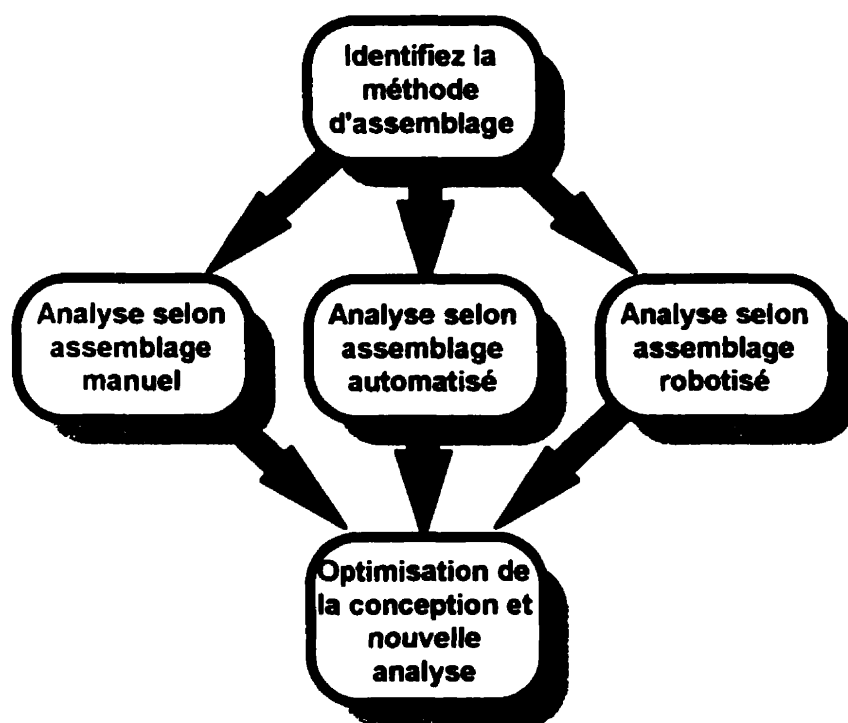 Identifiez la
méthode
d'assemblage
Analyse selon
assemblage
manuel
Analyse selon
assemblage
automatisé
Analyse selon
assemblage
robotisé
Optimisation de
la conception et
nouvelle
analyse